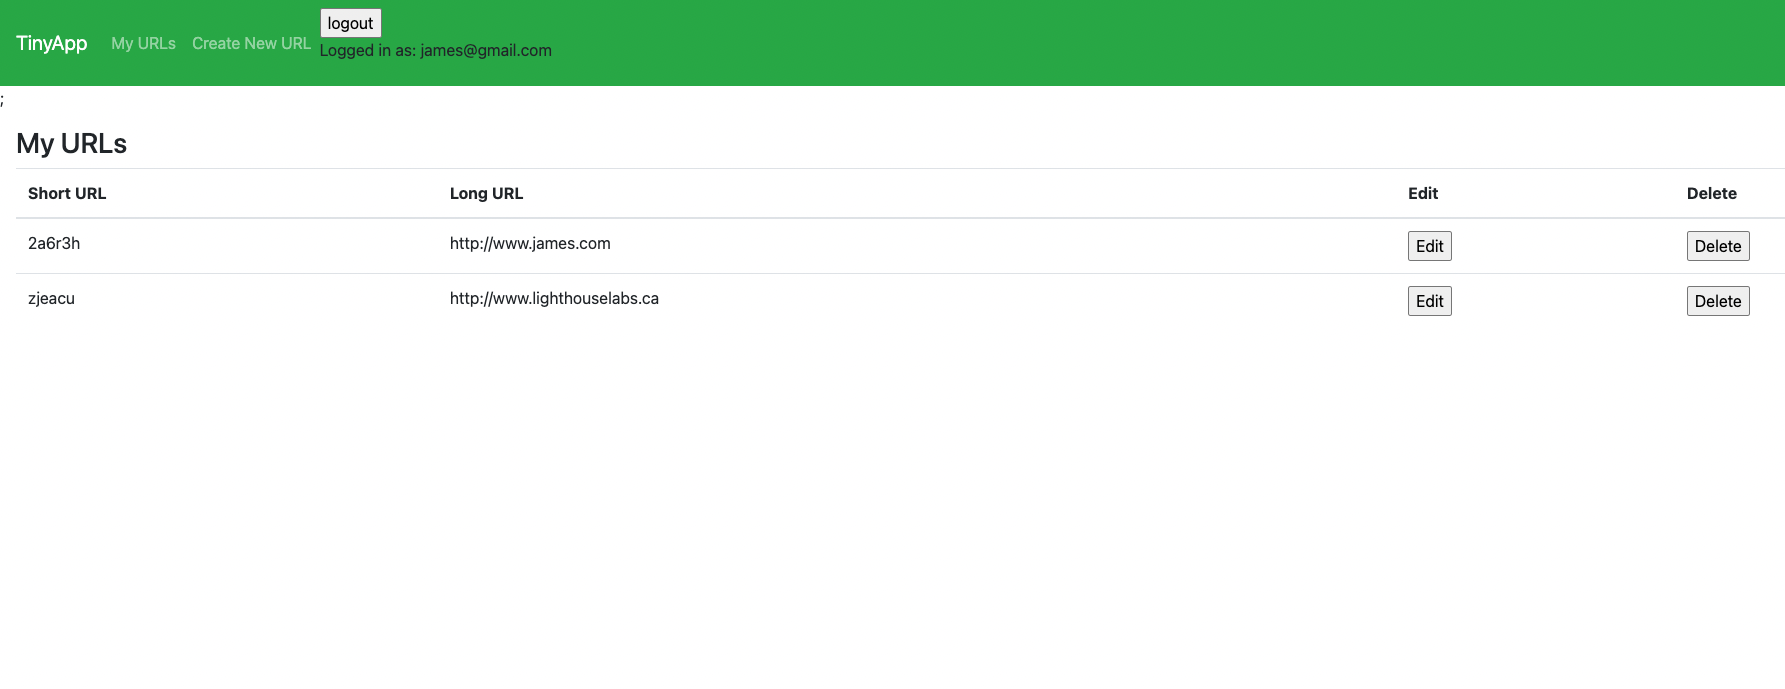 logout
TinyApp My URLs Create New URL
Logged in as: james@gmail.com
;
My URLs
Short URL Long URL Edit Delete
2a6r3h http://www.james.com Edit Delete
zjeacu http://www.lighthouselabs.ca Edit Delete